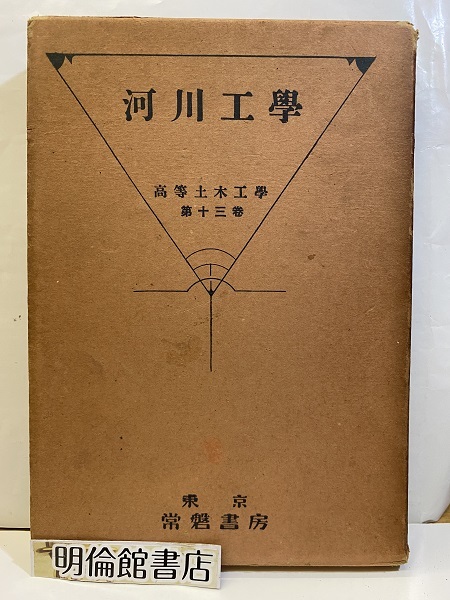 河川工學
高等土木工學
第十三卷
東京
常磐書房
明倫館書店